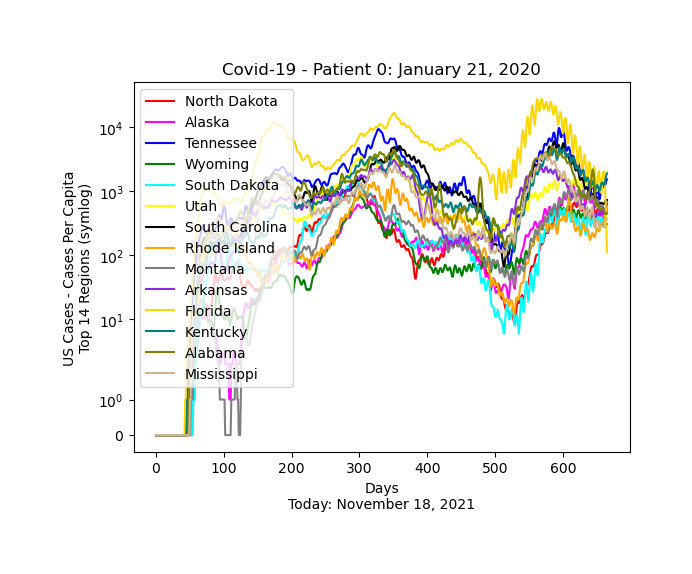 Covid-19 - Patient 0: January 21, 2020
US Cases - Cases Per Capita
Top 14 Regions (symlog)
10^4
10^3
10^2
10^1
10^0
0
North Dakota
Alaska
Tennessee
Wyoming
South Dakota
Utah
South Carolina
Rhode Island
Montana
Arkansas
Florida
Kentucky
Alabama
Mississippi
0 100 200 300 400 500 600
Days
Today: November 18, 2021